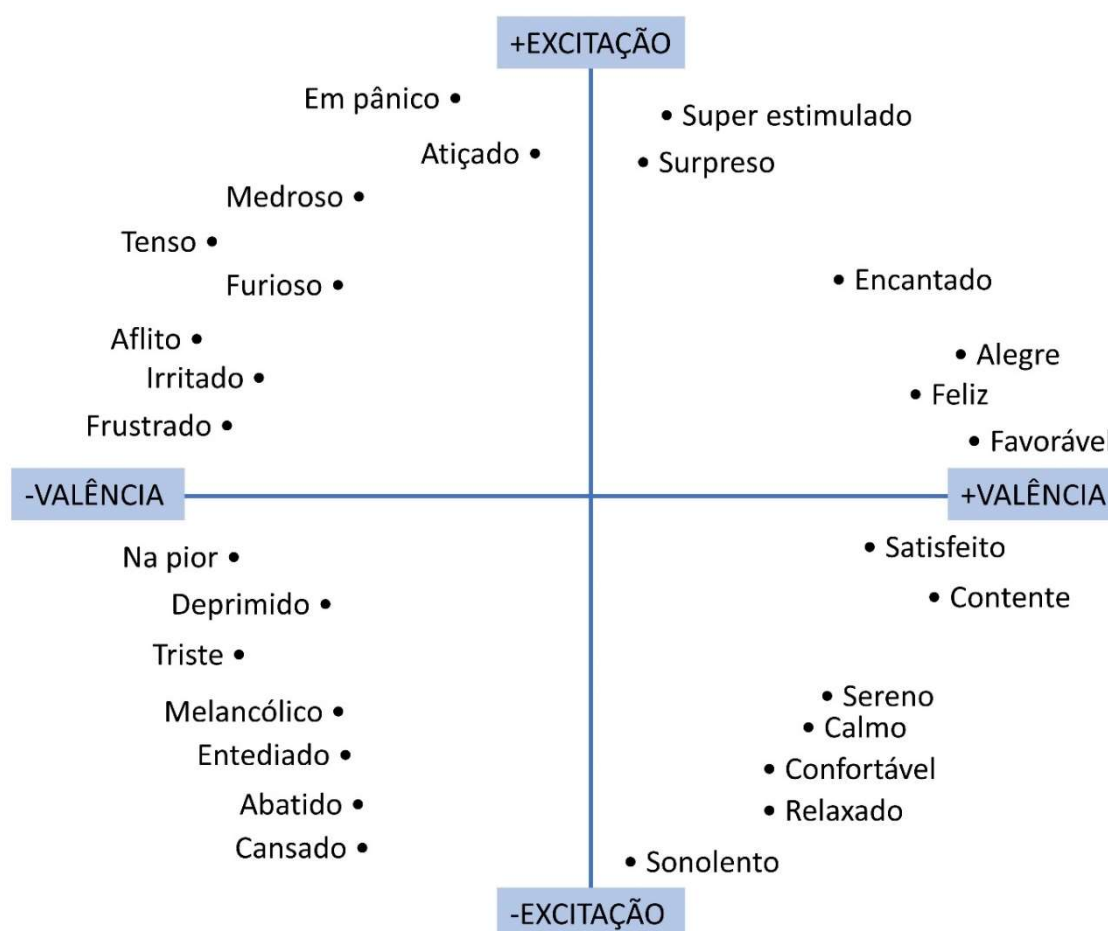 +EXCITAÇÃO
Em pânico
Super estimulado
Atiçado
Surpreso
Medroso
Tenso
Furioso
Encantado
Aflito
Alegre
Irritado
Feliz
Frustrado
Favorável
-VALÊNCIA
+VALÊNCIA
Na pior
Satisfeito
Deprimido
Contente
Triste
Sereno
Melancólico
Calmo
Entediado
Confortável
Abatido
Relaxado
Cansado
Sonolento
-EXCITAÇÃO